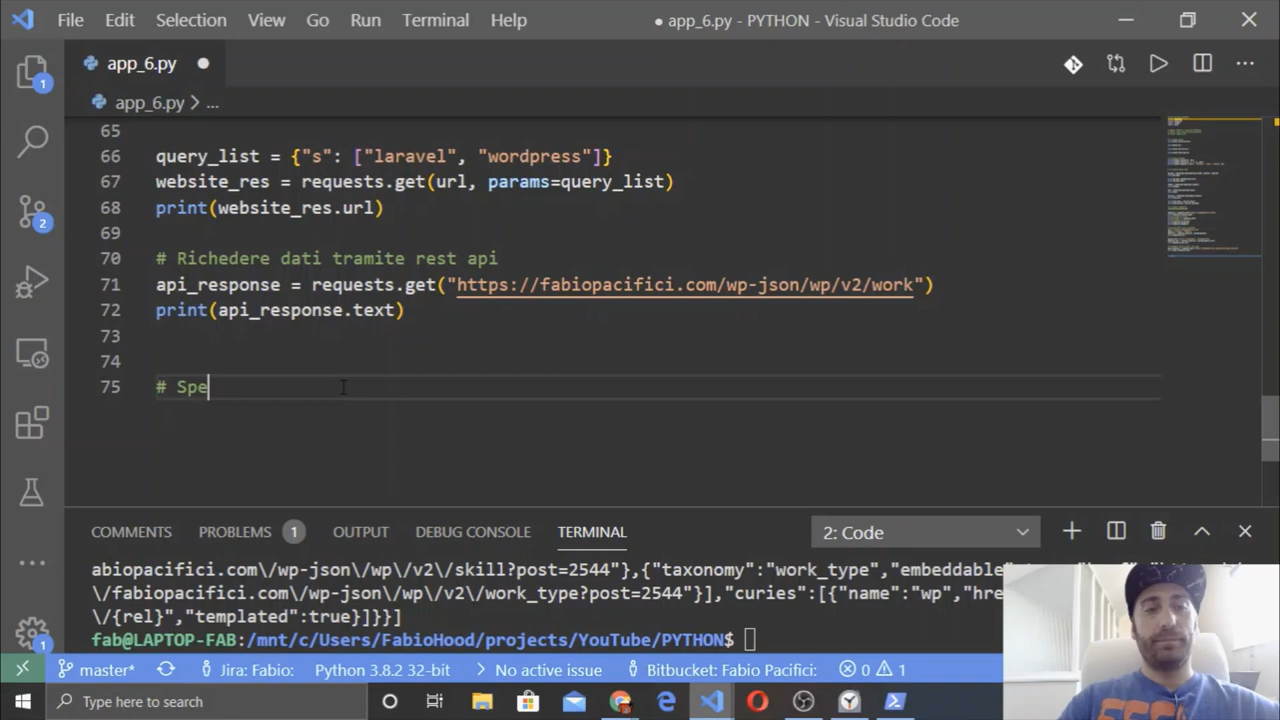 File Edit Selection View Go Run Terminal Help
● app_6.py - PYTHON - Visual Studio Code
app_6.py
app_6.py > ...
65
66 query_list = {"s": ["laravel", "wordpress"]}
67 website_res = requests.get(url, params=query_list)
68 print(website_res.url)
69
70 # Richedere dati tramite rest api
71 api_response = requests.get("https://fabiopacifici.com/wp-json/wp/v2/work")
72 print(api_response.text)
73
74
75 # Spe
1
2
1
COMMENTS PROBLEMS 1 OUTPUT DEBUG CONSOLE TERMINAL 2: Code
abiopacifici.com\/wp-json\/wp\/v2\/skill?post=2544"},{"taxonomy":"work_type","embeddable"
\/fabiopacifici.com\/wp-json\/wp\/v2\/work_type?post=2544"}],"curies":[{"name":"wp","hre
\/{rel}","templated":true}]}}]
fab@LAPTOP-FAB:/mnt/c/Users/FabioHood/projects/YouTube/PYTHON$
master* Jira: Fabio: Python 3.8.2 32-bit No active issue Bitbucket: Fabio Pacifici: 0 1
Type here to search